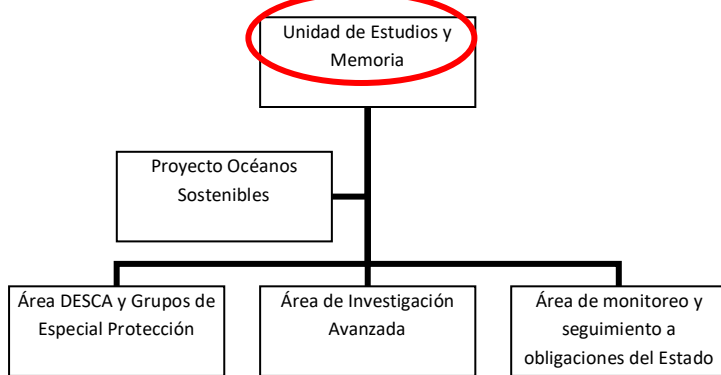 Unidad de Estudios y
Memoria
Proyecto Océanos
Sostenibles
Área DESCA y Grupos de
Especial Protección
Área de Investigación
Avanzada
Área de monitoreo y
seguimiento a
obligaciones del Estado